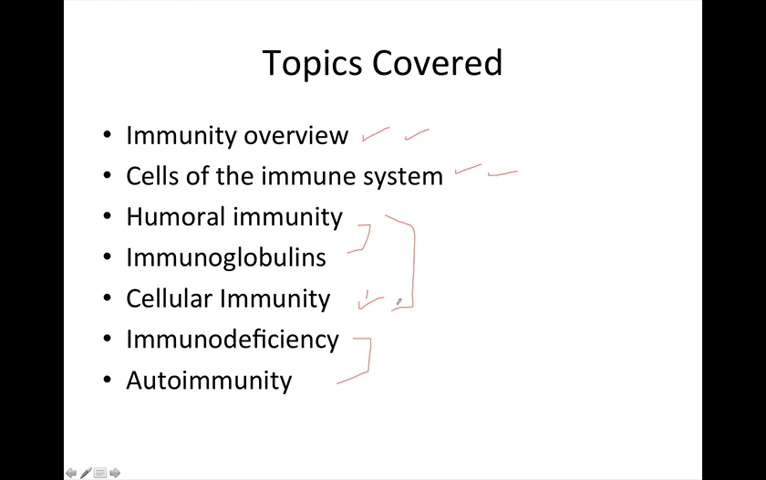 Topics Covered
• Immunity overview
• Cells of the immune system
• Humoral immunity
• Immunoglobulins
• Cellular Immunity
• Immunodeficiency
• Autoimmunity